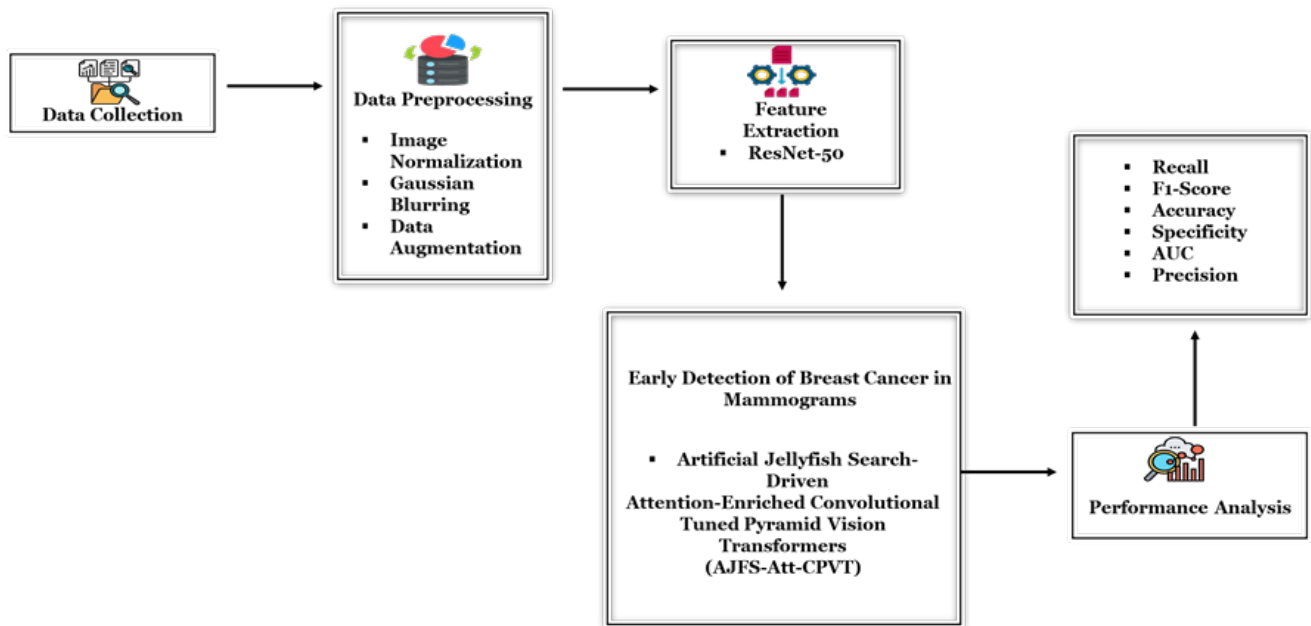 Data Collection
Data Preprocessing
▪ Image
Normalization
▪ Gaussian
Blurring
▪ Data
Augmentation
Feature
Extraction
▪ ResNet-50
Early Detection of Breast Cancer in
Mammograms
▪ Artificial Jellyfish Search-
Driven
Attention-Enriched Convolutional
Tuned Pyramid Vision
Transformers
(AJFS-Att-CPVT)
Performance Analysis
▪ Recall
▪ F1-Score
▪ Accuracy
▪ Specificity
▪ AUC
▪ Precision